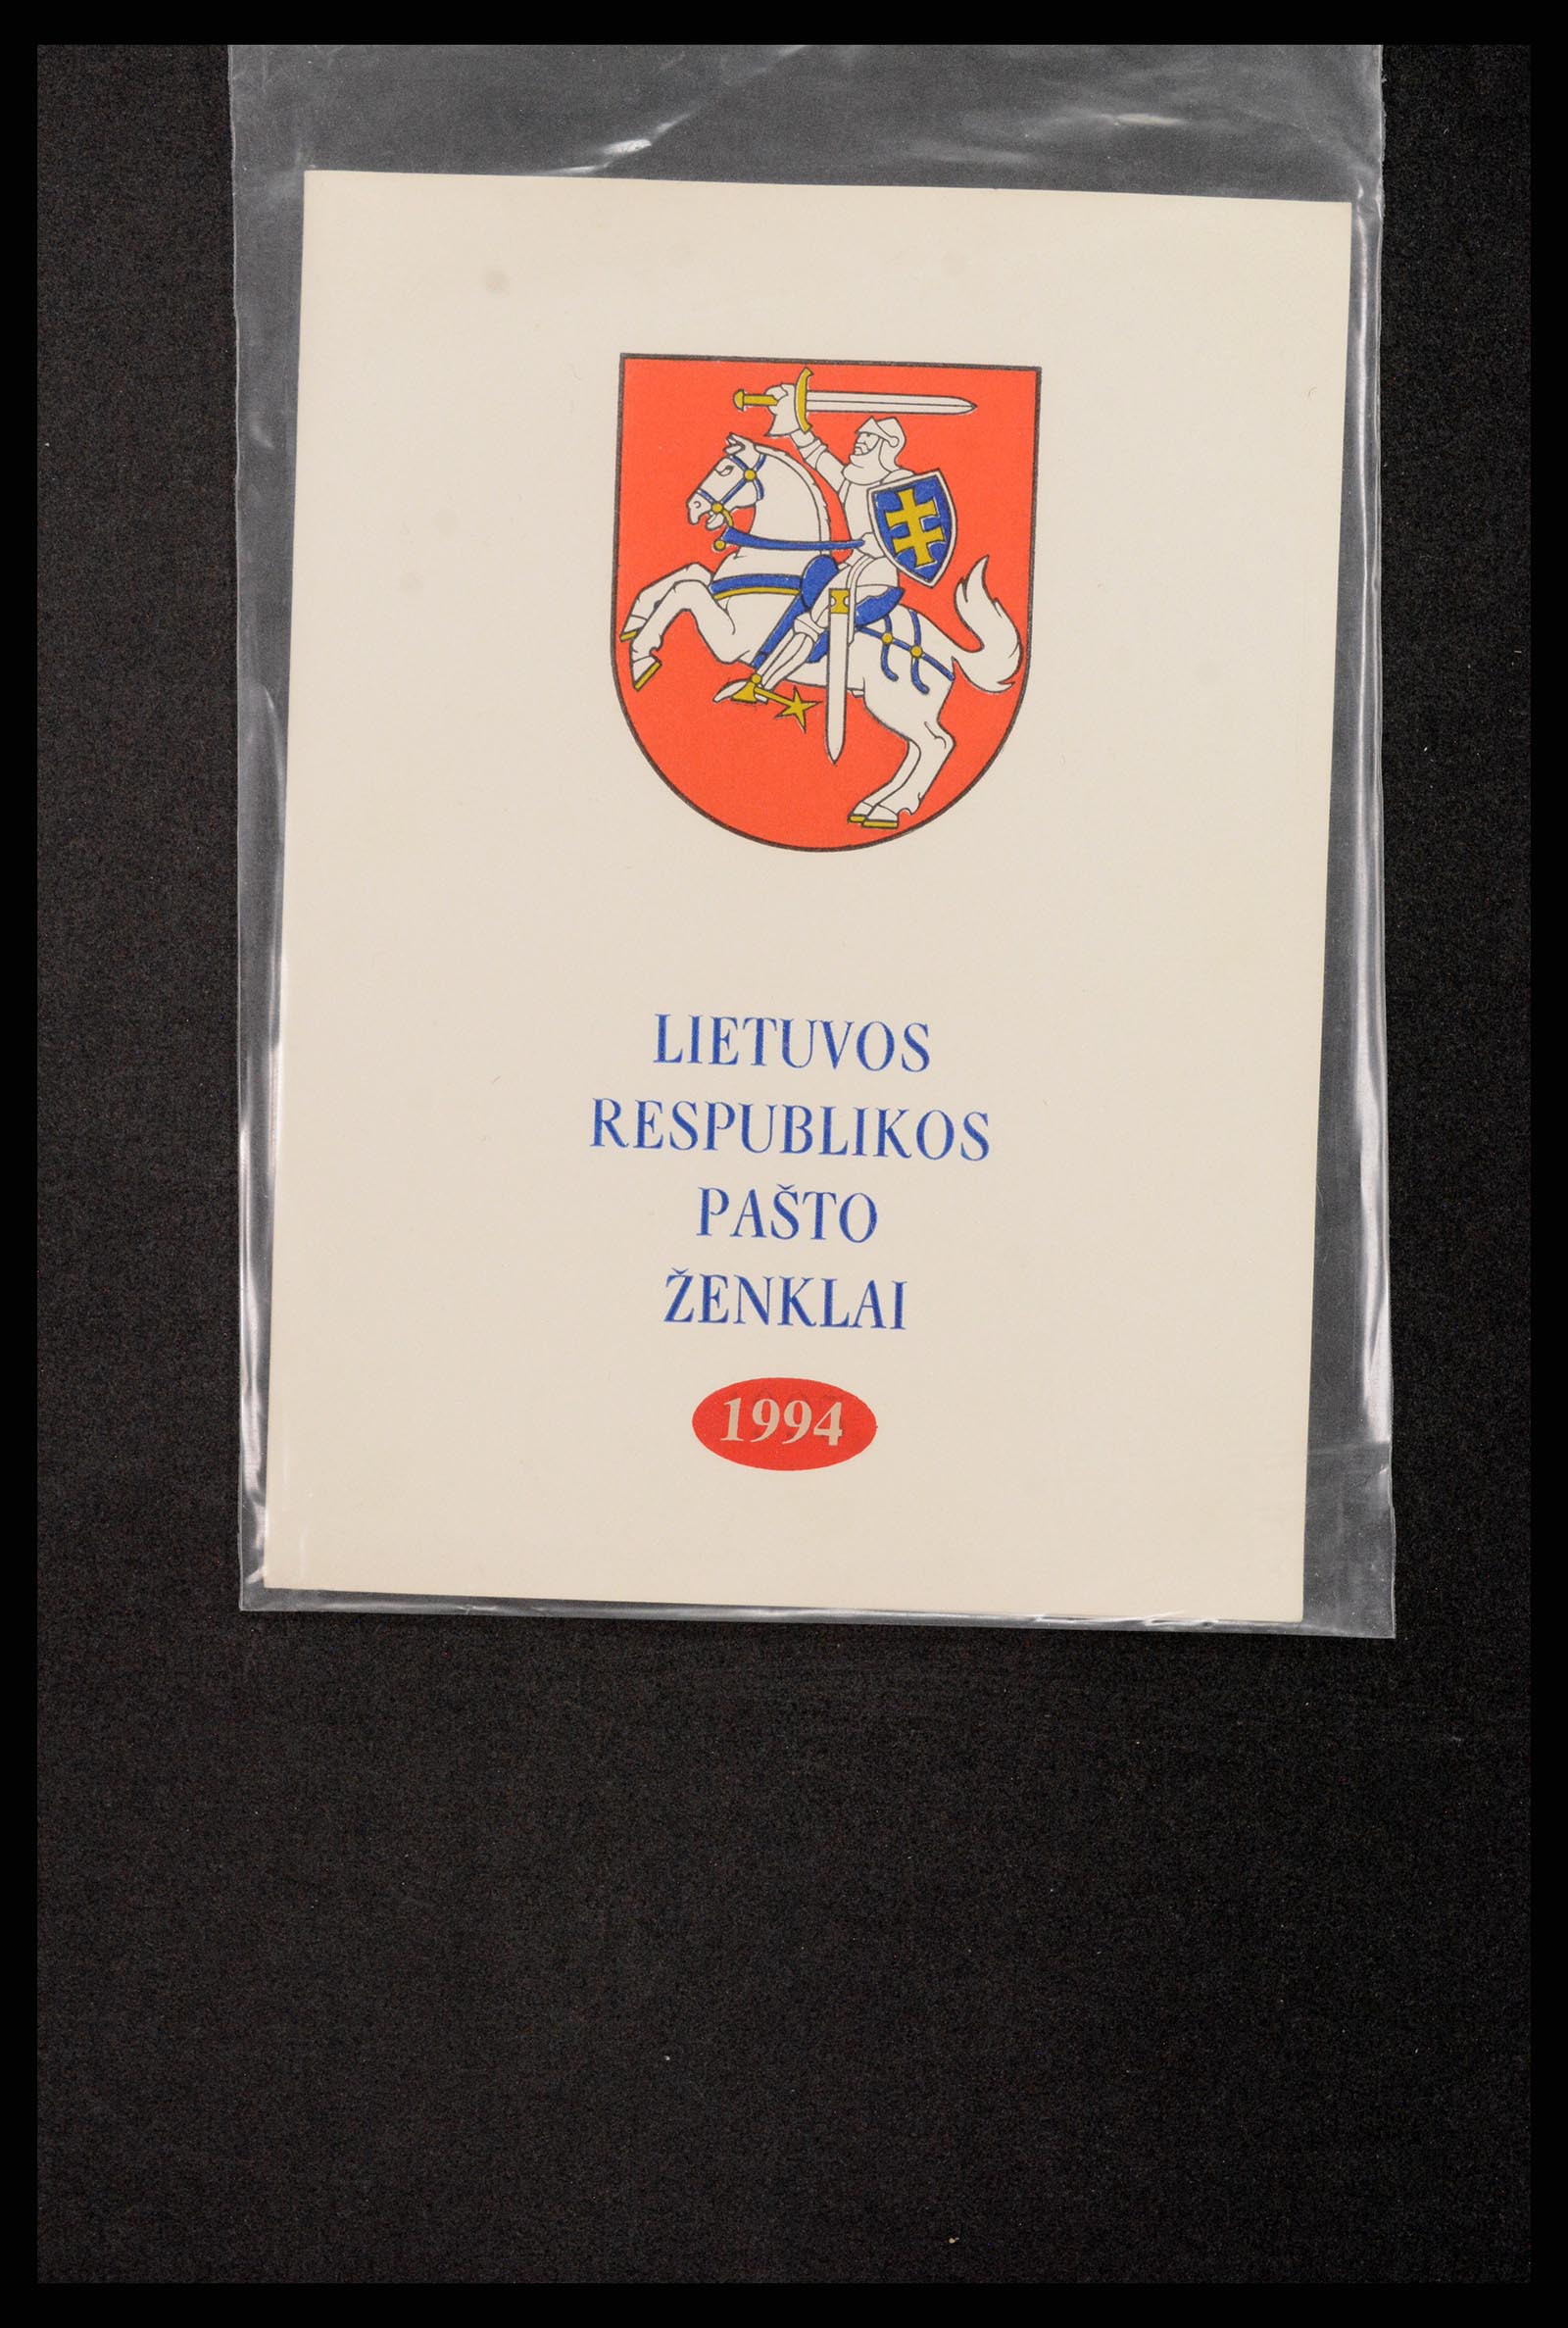 LIETUVOS
RESPUBLIKOS
PAŠTO
ŽENKLAI
1994